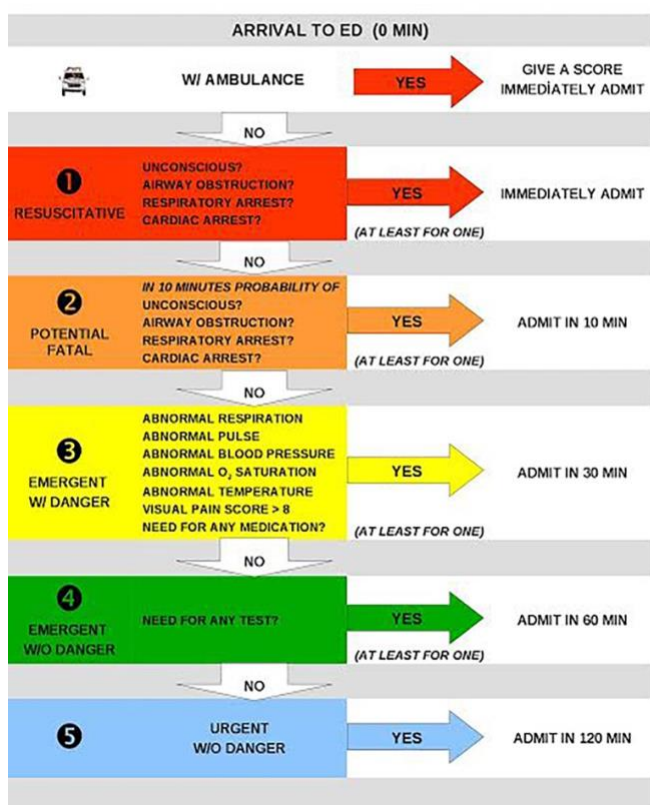 ARRIVAL TO ED (0 MIN)
W/ AMBULANCE
YES
GIVE A SCORE
IMMEDİATELY ADMIT
NO
1
RESUSCITATIVE
UNCONSCIOUS?
AIRWAY OBSTRUCTION?
RESPIRATORY ARREST?
CARDIAC ARREST?
YES
(AT LEAST FOR ONE)
IMMEDIATELY ADMIT
NO
2
POTENTIAL
FATAL
IN 10 MINUTES PROBABILITY OF
UNCONSCIOUS?
AIRWAY OBSTRUCTION?
RESPIRATORY ARREST?
CARDIAC ARREST?
YES
(AT LEAST FOR ONE)
ADMIT IN 10 MIN
NO
3
EMERGENT
W/ DANGER
ABNORMAL RESPIRATION
ABNORMAL PULSE
ABNORMAL BLOOD PRESSURE
ABNORMAL O₂ SATURATION
ABNORMAL TEMPERATURE
VISUAL PAIN SCORE > 8
NEED FOR ANY MEDICATION?
YES
(AT LEAST FOR ONE)
ADMIT IN 30 MIN
NO
4
EMERGENT
W/O DANGER
NEED FOR ANY TEST?
YES
(AT LEAST FOR ONE)
ADMIT IN 60 MIN
NO
5
URGENT
W/O DANGER
YES
ADMIT IN 120 MIN